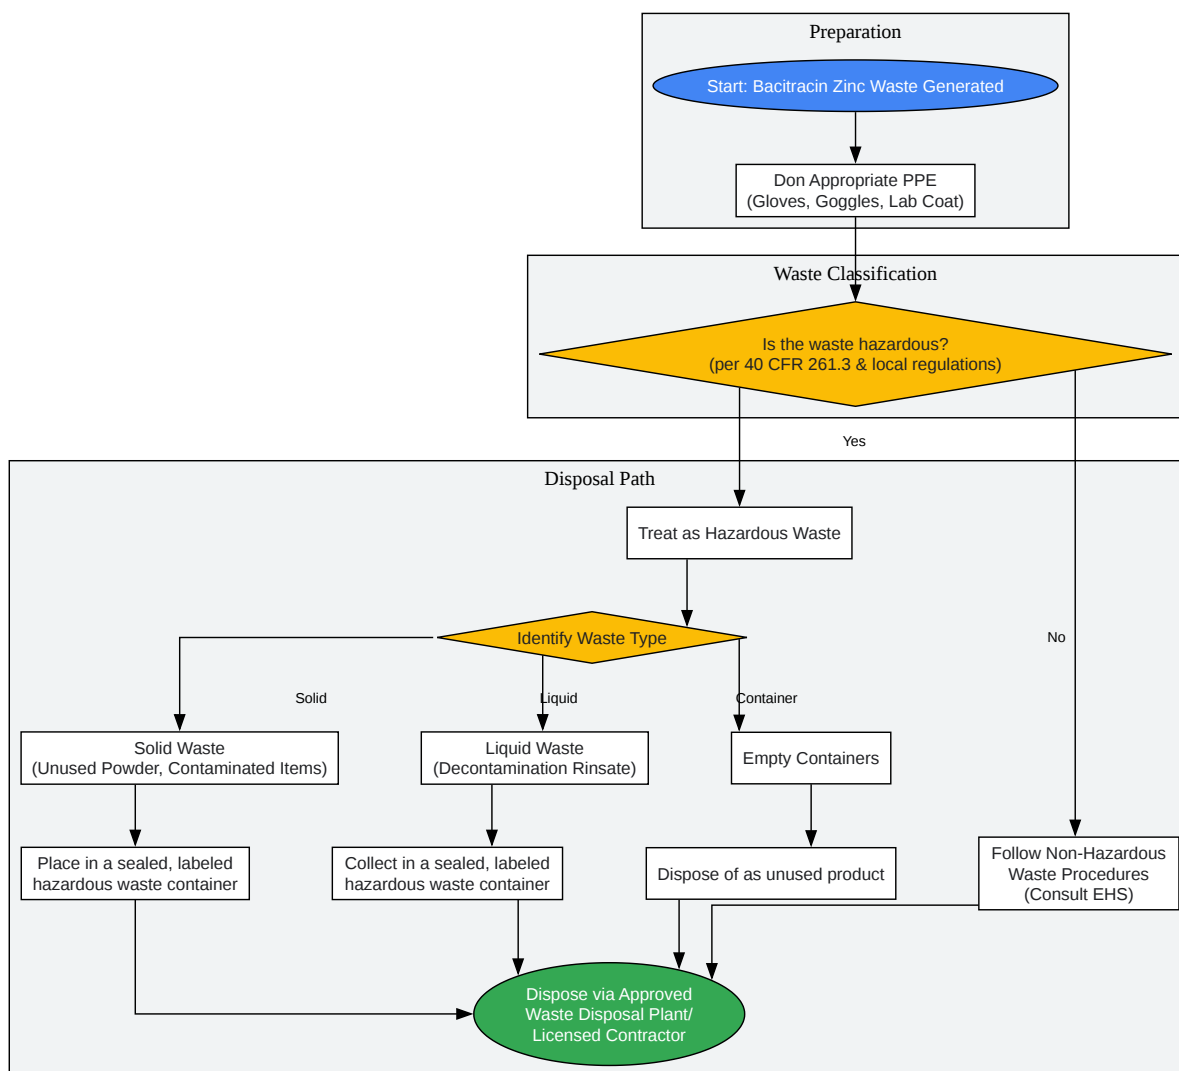 Preparation
Start: Bacitracin Zinc Waste Generated
Don Appropriate PPE
(Gloves, Goggles, Lab Coat)
Waste Classification
Is the waste hazardous?
(per 40 CFR 261.3 & local regulations)
Yes
Disposal Path
Treat as Hazardous Waste
Identify Waste Type
No
Solid
Liquid
Container
Solid Waste
(Unused Powder, Contaminated Items)
Liquid Waste
(Decontamination Rinsate)
Empty Containers
Place in a sealed, labeled
hazardous waste container
Collect in a sealed, labeled
hazardous waste container
Dispose of as unused product
Follow Non-Hazardous
Waste Procedures
(Consult EHS)
Dispose via Approved
Waste Disposal Plant/
Licensed Contractor